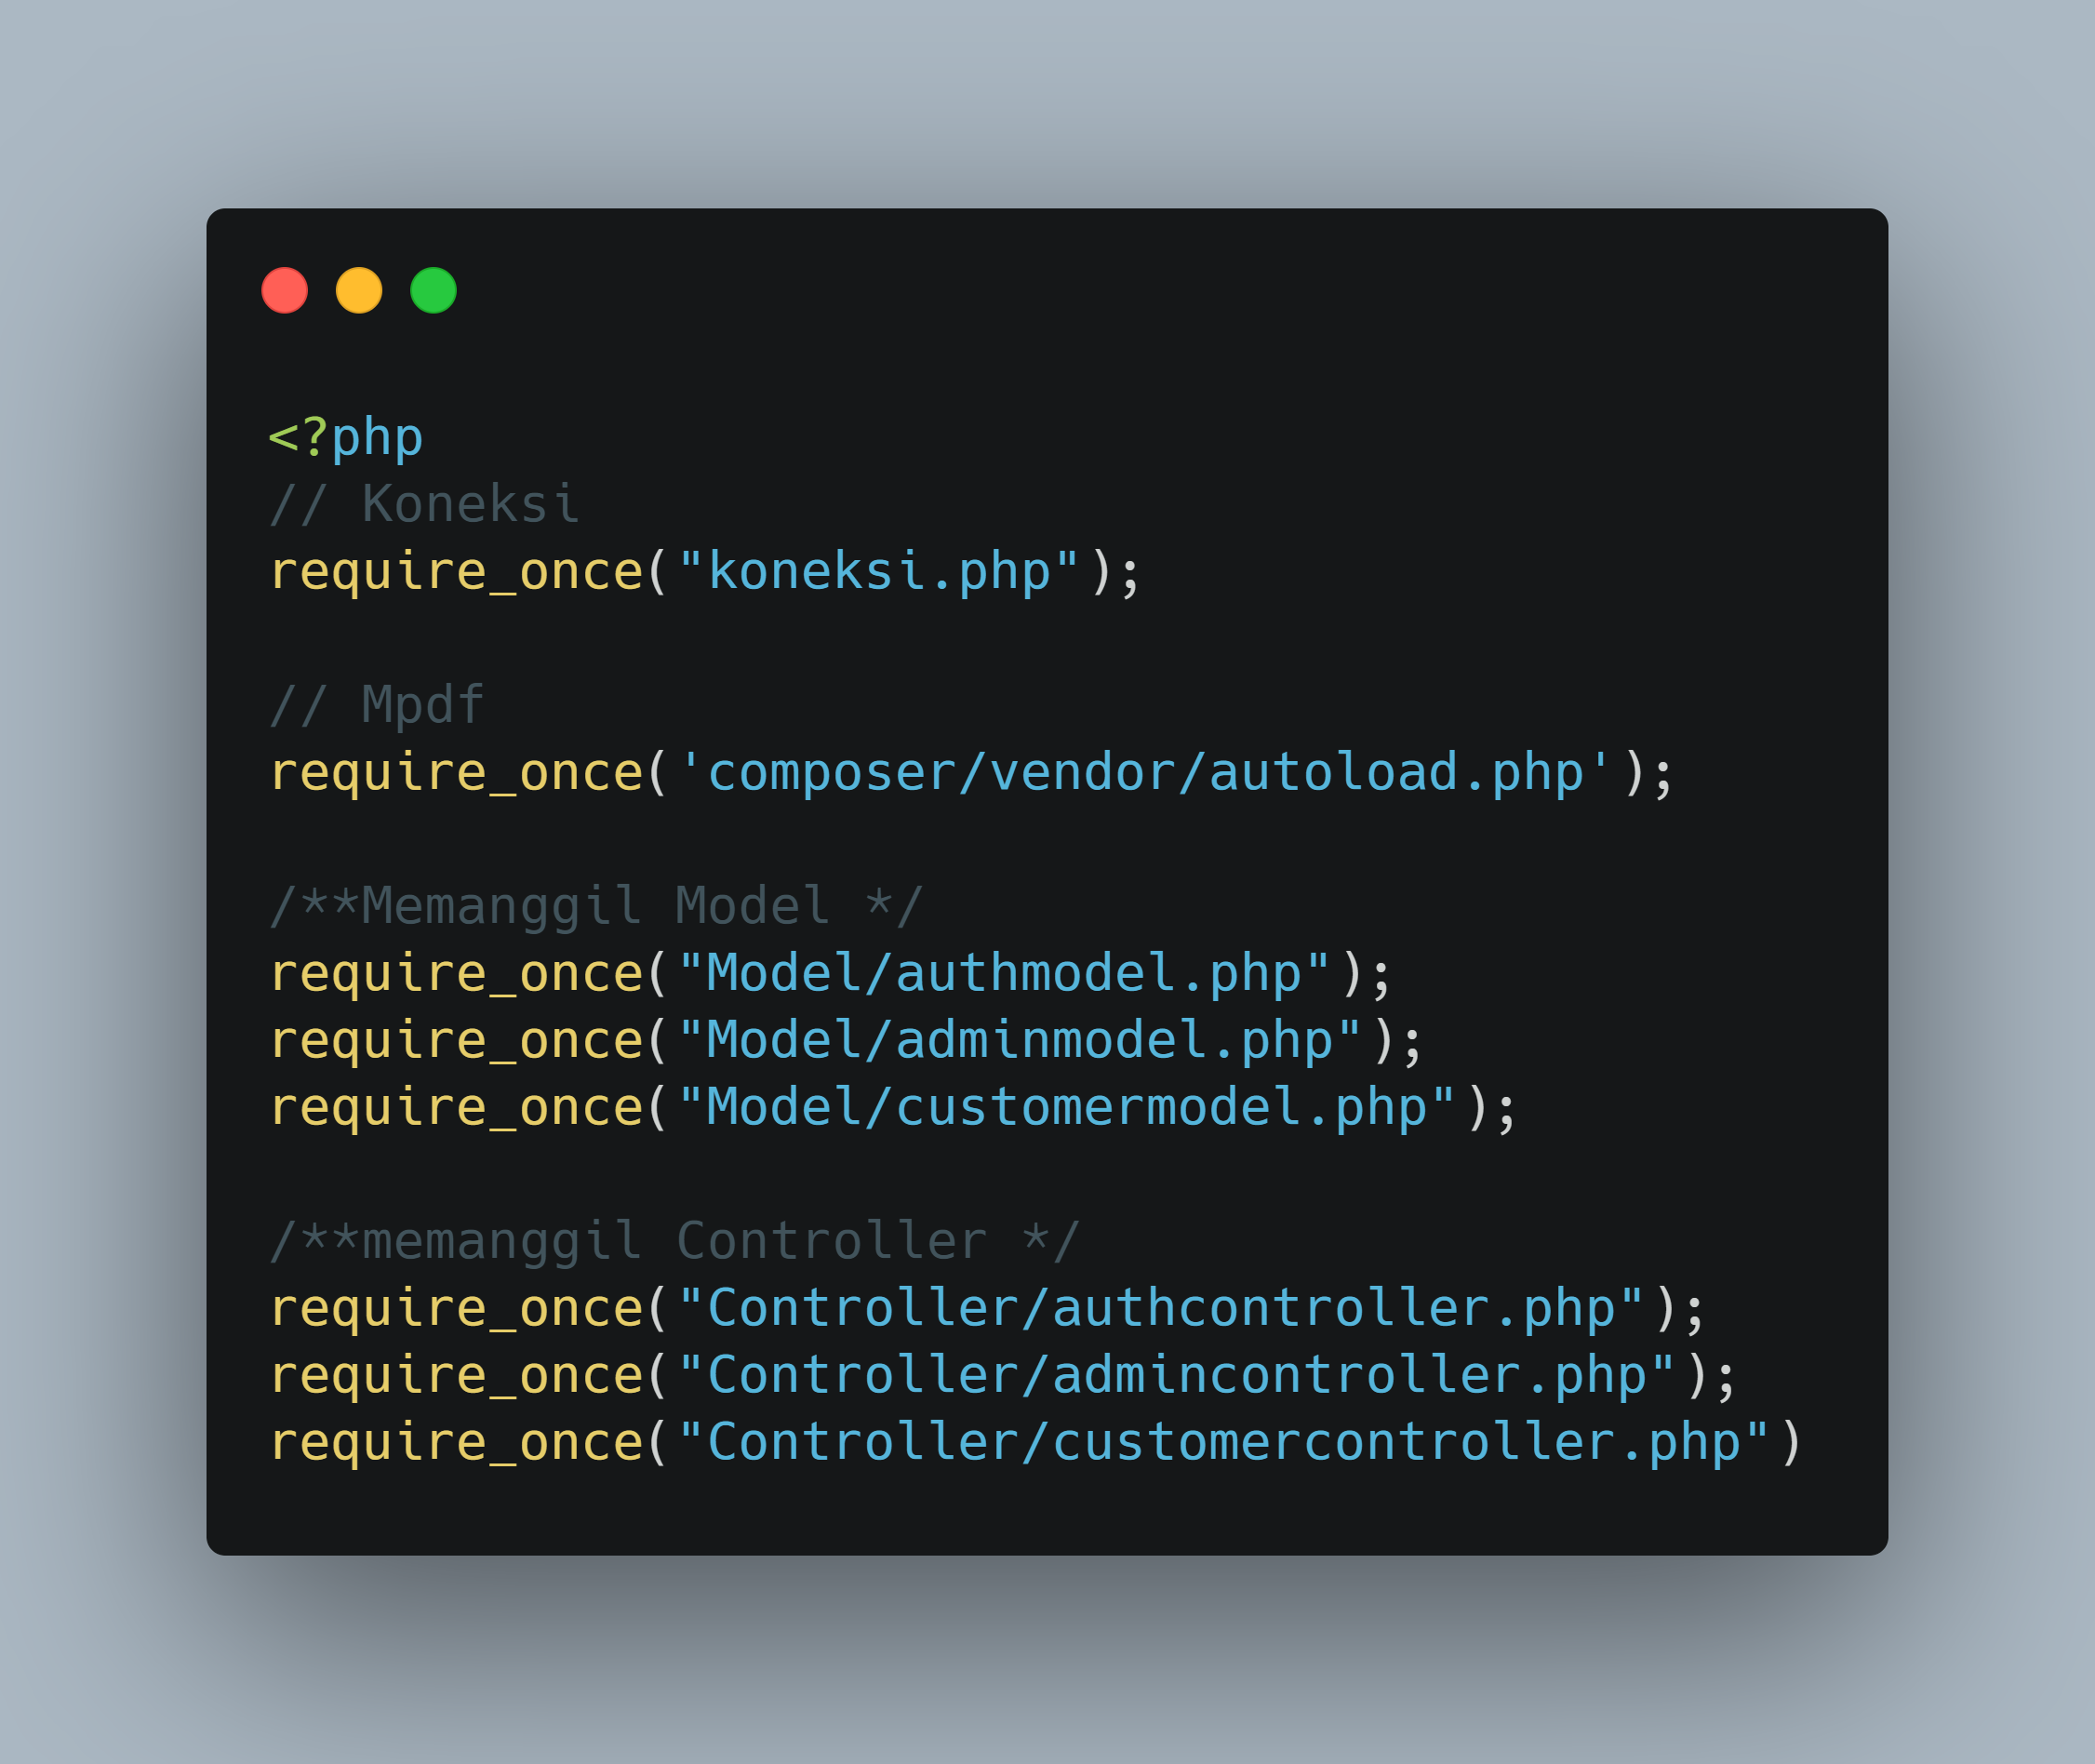 <?php
// Koneksi
require_once("koneksi.php");
// Mpdf
require_once('composer/vendor/autoload.php');
/**Memanggil Model */
require_once("Model/authmodel.php");
require_once("Model/adminmodel.php");
require_once("Model/customermodel.php");
/**memanggil Controller */
require_once("Controller/authcontroller.php");
require_once("Controller/admincontroller.php");
require_once("Controller/customercontroller.php")